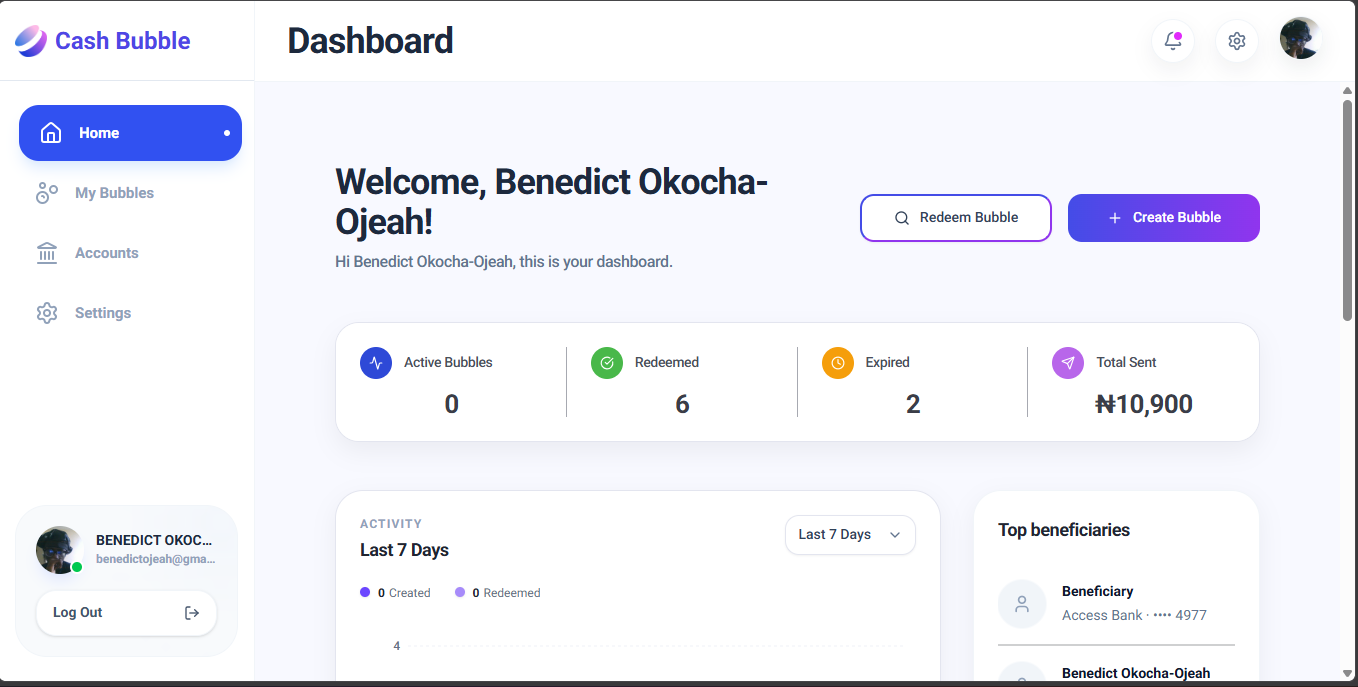 Cash Bubble
Dashboard
Home
My Bubbles
Accounts
Settings
BENEDICT OKOC...
benedictojeah@gma...
Log Out
Welcome, Benedict Okocha-
Ojeah!
Hi Benedict Okocha-Ojeah, this is your dashboard.
Redeem Bubble
Create Bubble
Active Bubbles
0
Redeemed
6
Expired
2
Total Sent
₦10,900
ACTIVITY
Last 7 Days
Last 7 Days
0 Created
0 Redeemed
4
Top beneficiaries
Beneficiary
Access Bank · •••• 4977
Benedict Okocha-Ojeah